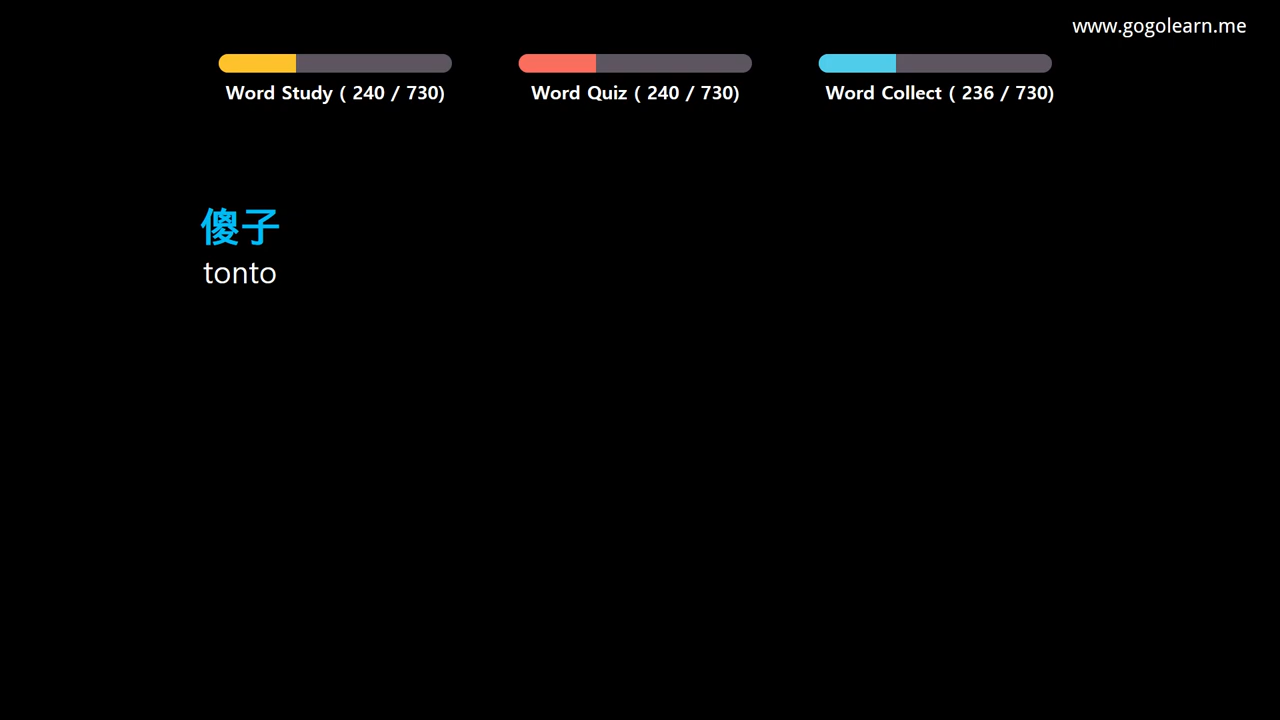 www.gogolearn.me
Word Study ( 240 / 730)
Word Quiz ( 240 / 730)
Word Collect ( 236 / 730)
傻子
tonto